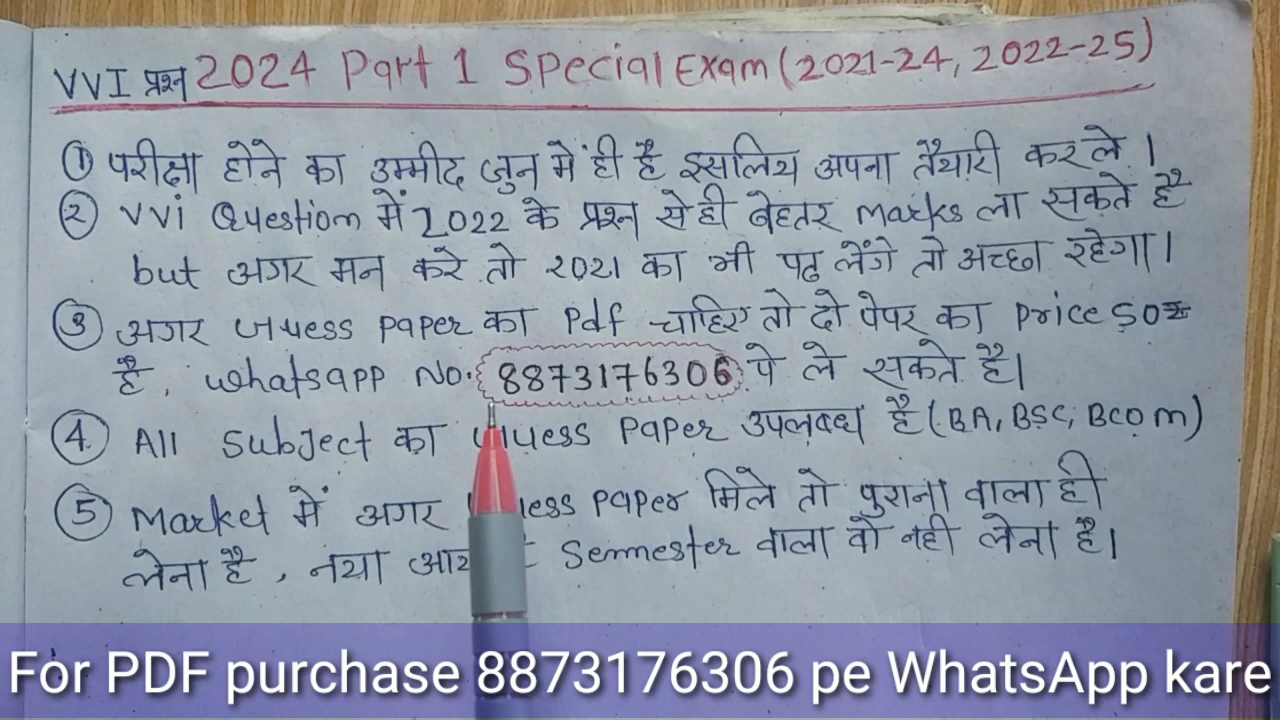 VVI प्रश्न 2024 Part 1 Special Exam (2021-24, 2022-25)
① परीक्षा होने का उम्मीद जुन में ही है इसलिय अपना तैयारी कर ले ।
② VVi Question में 2022 के प्रश्न से ही बेहतर Marks ला सकते है
but अगर मन करे तो 2021 का भी पढ लेंगे तो अच्छा रहेगा।
③ अगर Guess paper का Pdf चाहिए तो दो पेपर का price 50
है, whatsapp No. 8873176306 पे ले सकते है।
④ All Subject का Guess paper उपलबध है (BA, BSC, BCOM)
⑤ Market में अगर Guess paper मिले तो पुराना वाला ही
लेना है, नया Semester वाला वो नही लेना है।
For PDF purchase 8873176306 pe WhatsApp kare